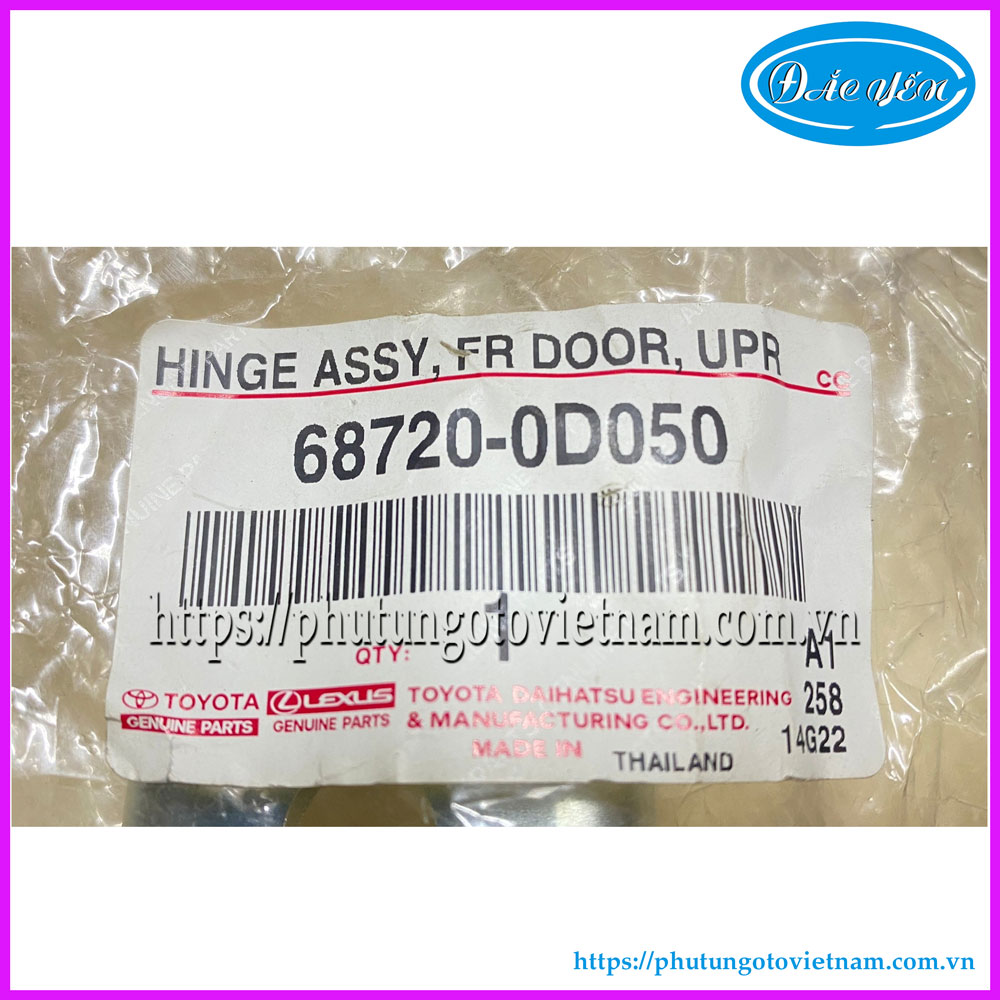 ĐẮC YẾN
HINGE ASSY, FR DOOR, UPR
CC
68720-0D050
https://phutungotovietnam.com.vn
QTY: 1
A1
TOYOTA
GENUINE PARTS
LEXUS
GENUINE PARTS
TOYOTA DAIHATSU ENGINEERING
& MANUFACTURING CO.,LTD.
258
14G22
MADE IN THAILAND
https://phutungotovietnam.com.vn